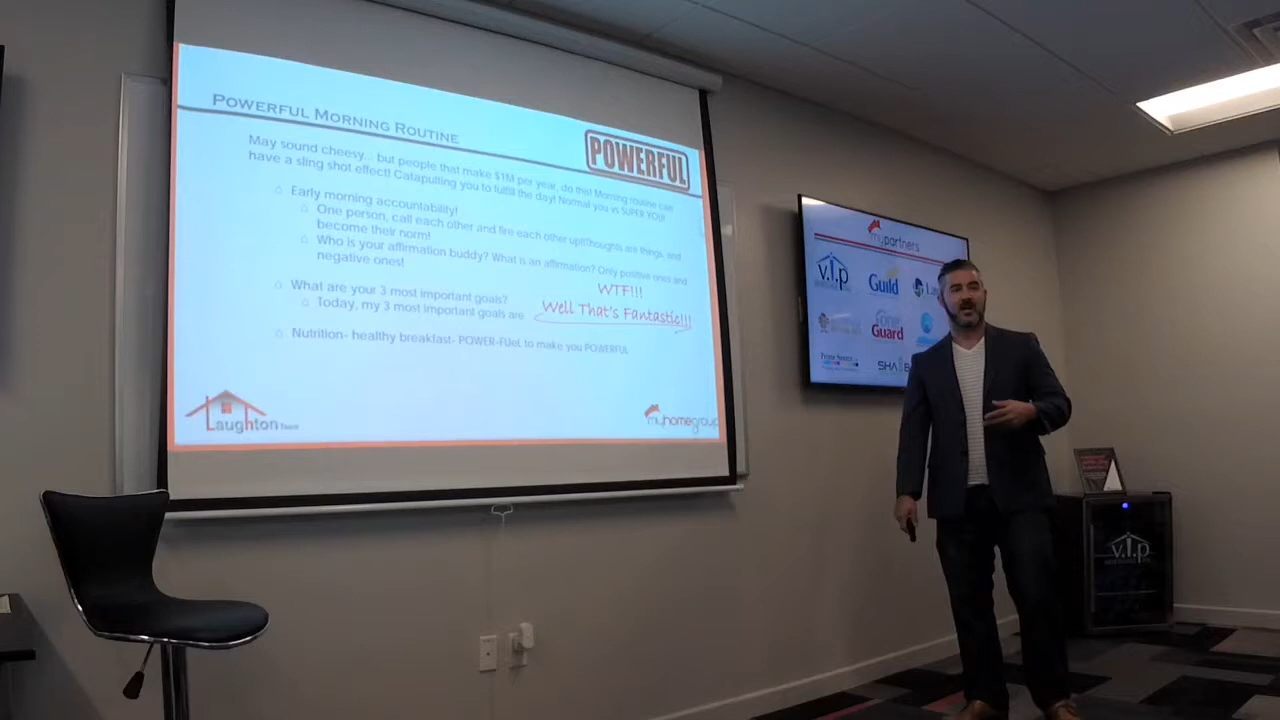 POWERFUL MORNING ROUTINE
POWERFUL
May sound cheesy... but people that make $1M per year, do this! Morning routine can
have a sling shot effect! Catapulting you to fulfill the day! Normal you vs SUPER YOU!
Early morning accountability!
One person, call each other and fire each other up!!Thoughts are things, and
become their norm!
Who is your affirmation buddy? What is an affirmation? Only positive ones and
negative ones!
What are your 3 most important goals?
Today, my 3 most important goals are
WTF!!!
Well That's Fantastic!!!
Nutrition- healthy breakfast- POWER-FUeL to make you POWERFUL
Laughton Team
myhomegroup
mypartners
v.i.p
Guild
Guard
v.i.p